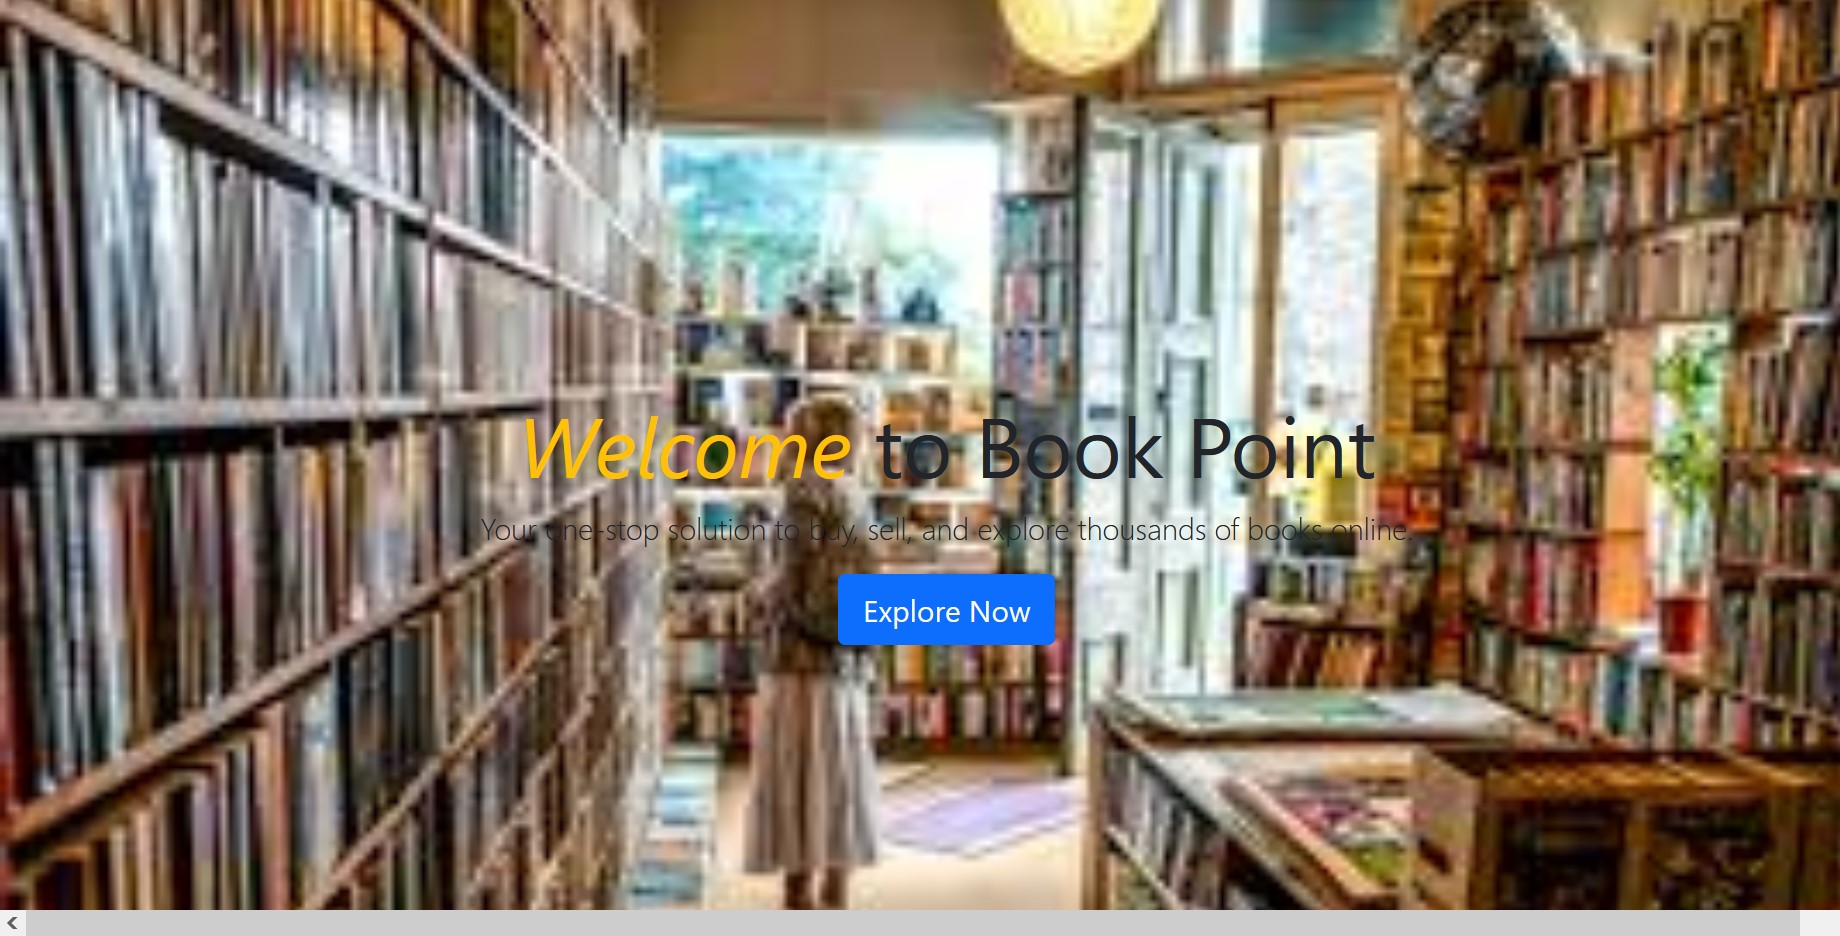 Welcome to Book Point
Your one-stop solution to buy, sell, and explore thousands of books online.
Explore Now